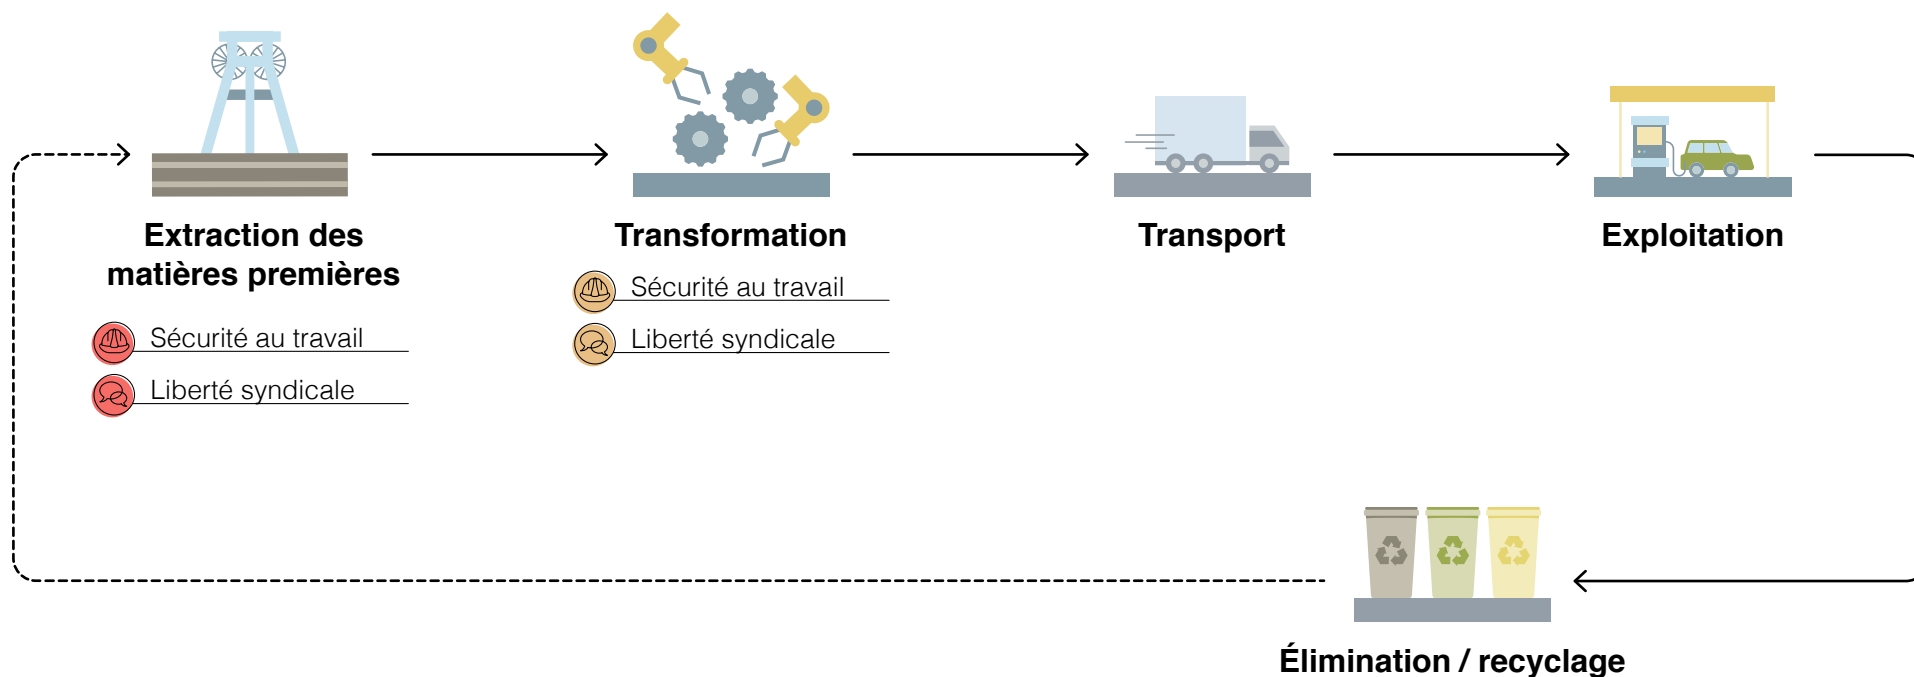 Extraction des
matières premières
Sécurité au travail
Liberté syndicale
Transformation
Sécurité au travail
Liberté syndicale
Transport
Exploitation
Élimination / recyclage